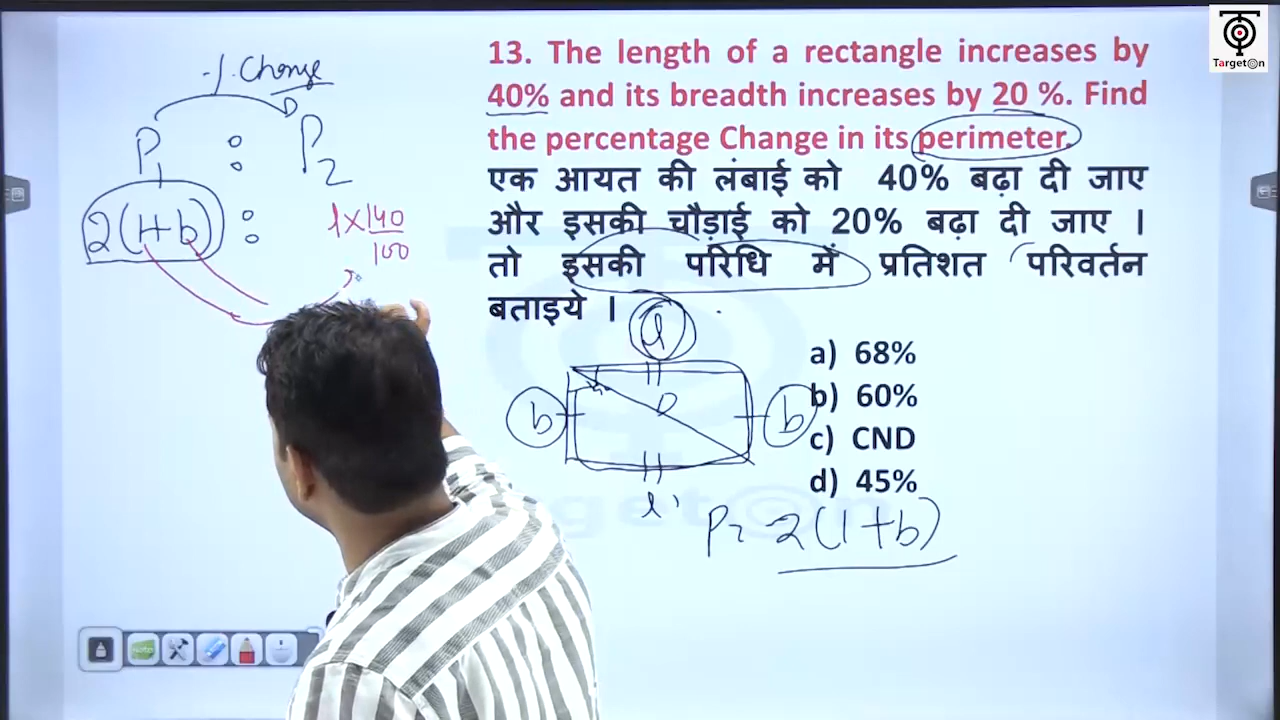 .|. Change
P1 : P2
2(l+b) : l×140/100
13. The length of a rectangle increases by
40% and its breadth increases by 20 %. Find
the percentage Change in its perimeter.
एक आयत की लंबाई को 40% बढ़ा दी जाए
और इसकी चौड़ाई को 20% बढ़ा दी जाए ।
तो इसकी परिधि में प्रतिशत परिवर्तन
बताइये ।
a) 68%
b) 60%
c) CND
d) 45%
l
b
D
b
l
P = 2(l+b)
TargetOn
TargetOn